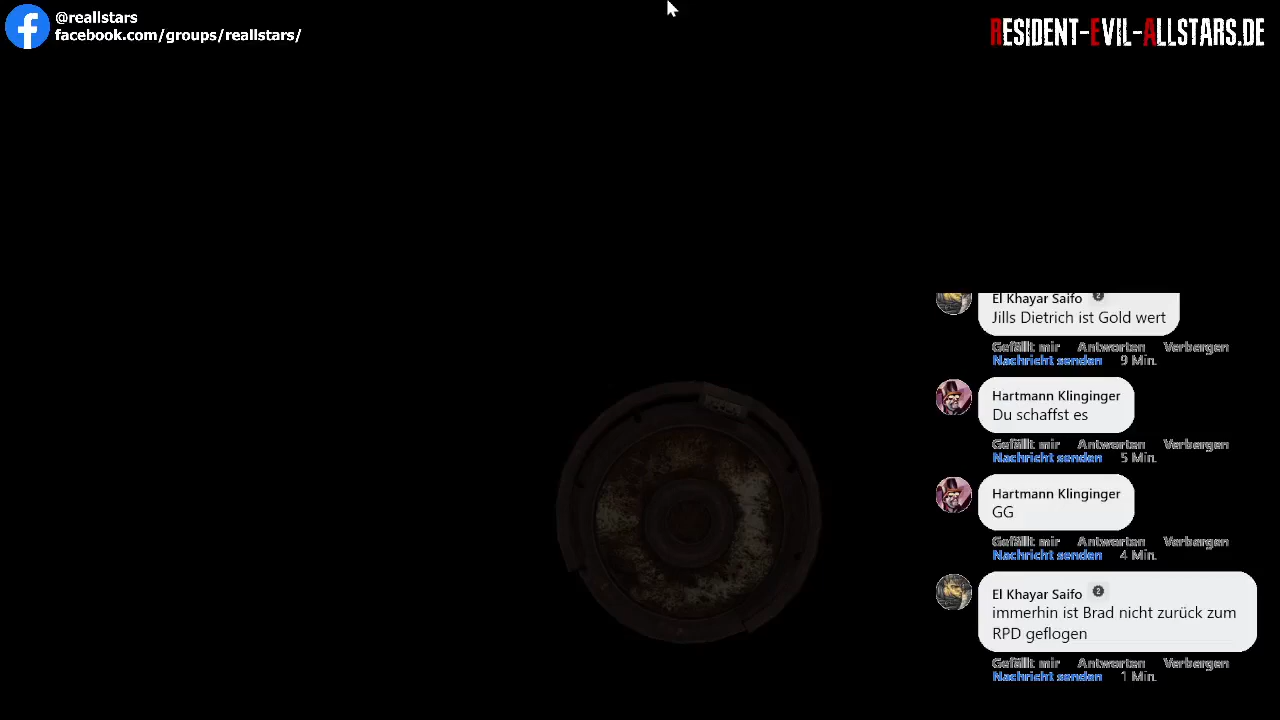 @reallstars
facebook.com/groups/reallstars/
RESIDENT-EVIL-ALLSTARS.DE
El Khayar Saifo 2
Jills Dietrich ist Gold wert
Gefällt mir Antworten Verbergen
Nachricht senden 9 Min.
Hartmann Klinginger
Du schaffst es
Gefällt mir Antworten Verbergen
Nachricht senden 5 Min.
Hartmann Klinginger
GG
Gefällt mir Antworten Verbergen
Nachricht senden 4 Min.
El Khayar Saifo 2
immerhin ist Brad nicht zurück zum
RPD geflogen
Gefällt mir Antworten Verbergen
Nachricht senden 1 Min.